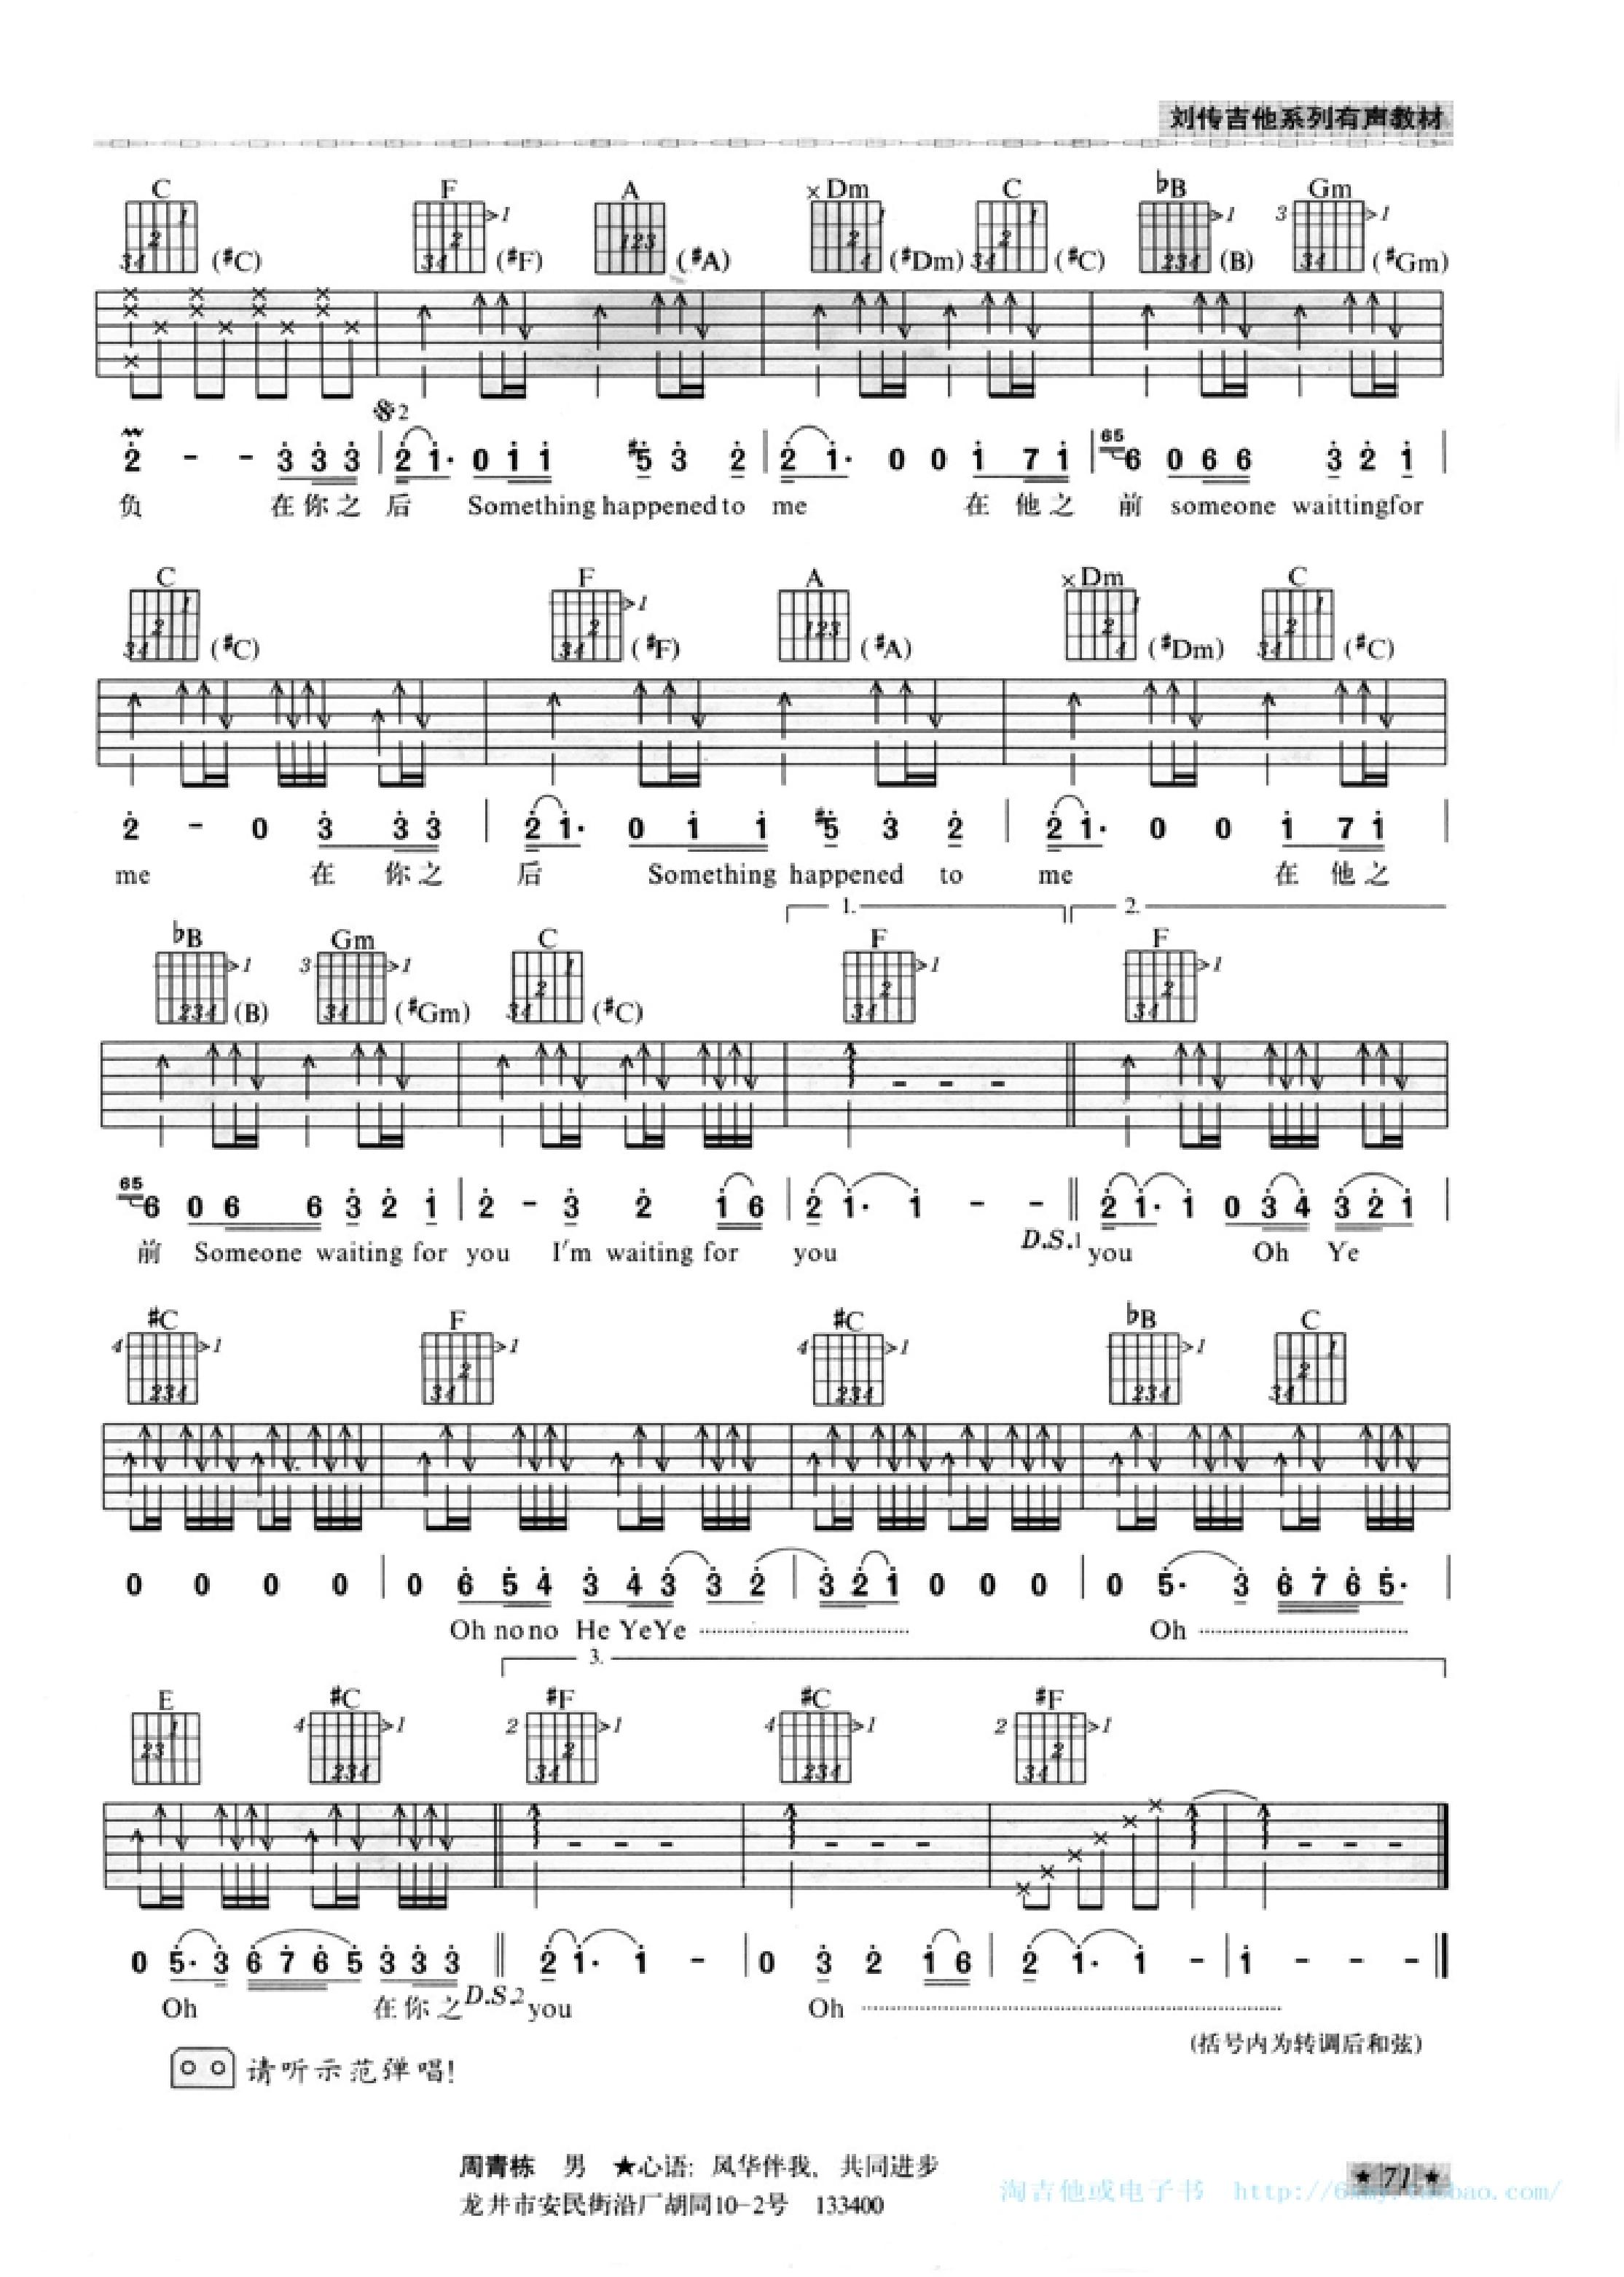 刘传吉他系列有声教材
C F A ×Dm C ♭B Gm
(#C) (#F) (#A) (#Dm) (#C) (B) (#Gm)
𝄋2
2̇ - - 3̇ 3̇ 3̇ | 2̇ 1̇· 0 1̇ 1̇ #5̇ 3̇ 2̇ | 2̇ 1̇· 0 0 1̇ 7 1̇ | 65 6 0 6 6 3̇ 2̇ 1̇ |
负 在你之 后 Something happened to me 在 他之 前 someone waittingfor
C F A ×Dm C
(#C) (#F) (#A) (#Dm) (#C)
2̇ - 0 3̇ 3̇ 3̇ | 2̇ 1̇· 0 1̇ 1̇ #5̇ 3̇ 2̇ | 2̇ 1̇· 0 0 1̇ 7 1̇ |
me 在 你之 后 Something happened to me 在 他之
1. 2.
♭B Gm C F F
(B) (#Gm) (#C)
65 6 0 6 6 3̇ 2̇ 1̇ | 2̇ - 3̇ 2̇ 1̇ 6 | 2̇ 1̇· 1̇ - - || 2̇ 1̇· 1̇ 0 3̇ 4̇ 3̇ 2̇ 1̇ |
前 Someone waiting for you I'm waiting for you D.S.1 you Oh Ye
#C F #C ♭B C
0 0 0 0 | 0 6̇ 5̇ 4̇ 3̇ 4̇ 3̇ 3̇ 2̇ | 3̇ 2̇ 1̇ 0 0 0 | 0 5̇· 3̇ 6̇ 7̇ 6̇ 5̇· |
Oh no no He YeYe Oh
3.
E #C #F #C #F
0 5̇· 3̇ 6̇ 7̇ 6̇ 5̇ 3̇ 3̇ 3̇ || 2̇ 1̇· 1̇ - | 0 3̇ 2̇ 1̇ 6 | 2̇ 1̇· 1̇ - | 1̇ - - - ||
Oh 在你之 D.S.2 you Oh
(括号内为转调后和弦)
请听示范弹唱!
周青栋 男 ★心语: 风华伴我, 共同进步
龙井市安民街沿厂胡同10-2号 133400
★ 71 ★
淘吉他或电子书